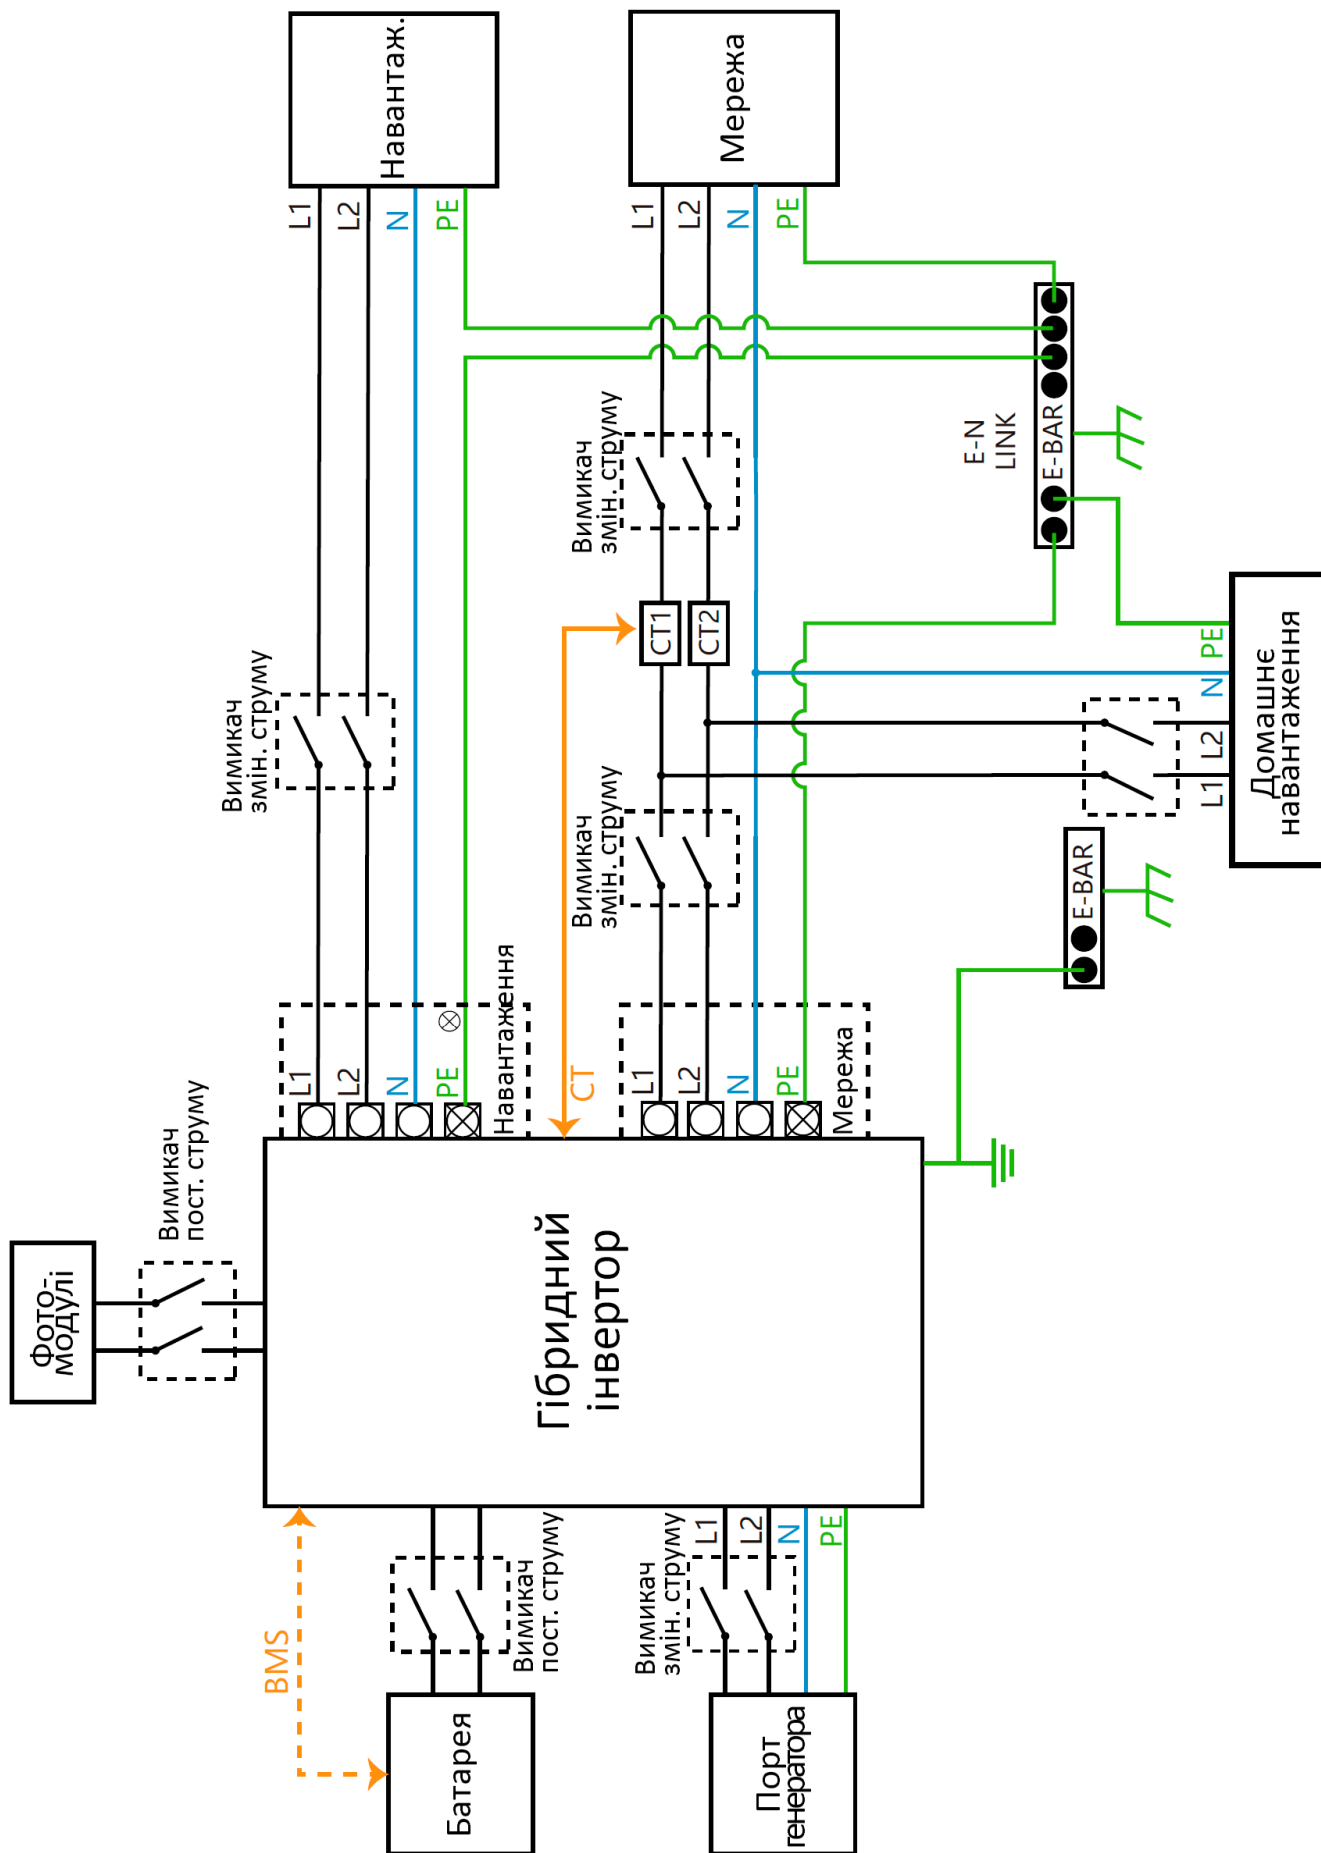 Фото-
модулі
Вимикач
пост. струму
BMS
Вимикач
змін. струму
L1
L2
N
PE
Навантаження
L1
L2
N
PE
Навантаж.
Батарея
Вимикач
пост. струму
Гібридний
інвертор
CT
Вимикач
змін. струму
Вимикач
змін. струму
CT1
CT2
L1
L2
N
PE
Мережа
L1
L2
N
PE
Мережа
Порт
генератора
Вимикач
змін. струму
L1
L2
N
PE
E-N
LINK
E-BAR
E-BAR
L1
L2
N
PE
Домашнє
навантаження